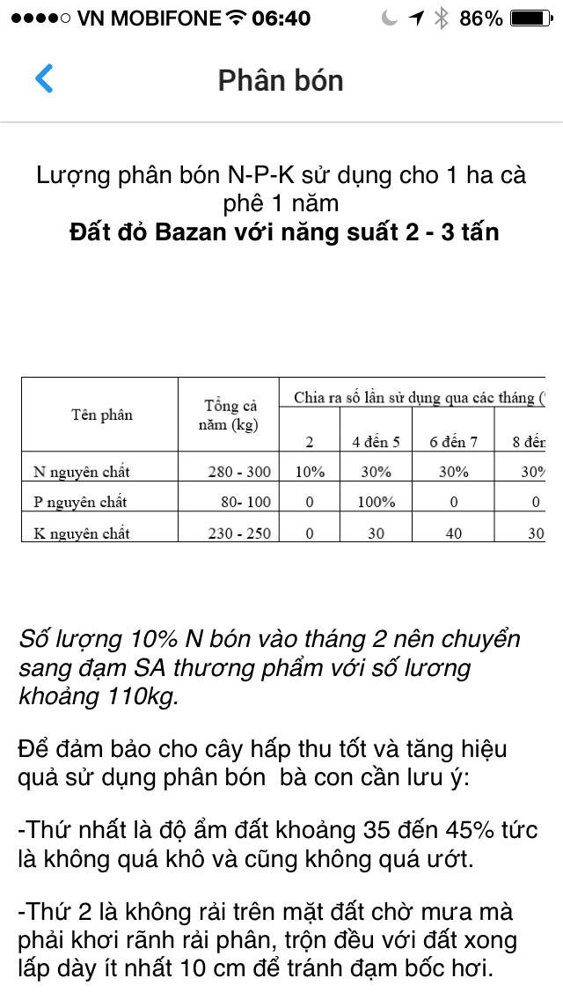 VN MOBIFONE 06:40 86%
Phân bón
Lượng phân bón N-P-K sử dụng cho 1 ha cà
phê 1 năm
Đất đỏ Bazan với năng suất 2 - 3 tấn
Tên phân Tổng cả năm (kg) Chia ra số lần sử dụng qua các tháng (
2 4 đến 5 6 đến 7 8 đến
N nguyên chất 280 - 300 10% 30% 30% 30%
P nguyên chất 80- 100 0 100% 0 0
K nguyên chất 230 - 250 0 30 40 30
Số lượng 10% N bón vào tháng 2 nên chuyển
sang đạm SA thương phẩm với số lương
khoảng 110kg.
Để đảm bảo cho cây hấp thu tốt và tăng hiệu
quả sử dụng phân bón  bà con cần lưu ý:
-Thứ nhất là độ ẩm đất khoảng 35 đến 45% tức
là không quá khô và cũng không quá ướt.
-Thứ 2 là không rải trên mặt đất chờ mưa mà
phải khơi rãnh rải phân, trộn đều với đất xong
lấp dày ít nhất 10 cm để tránh đạm bốc hơi.